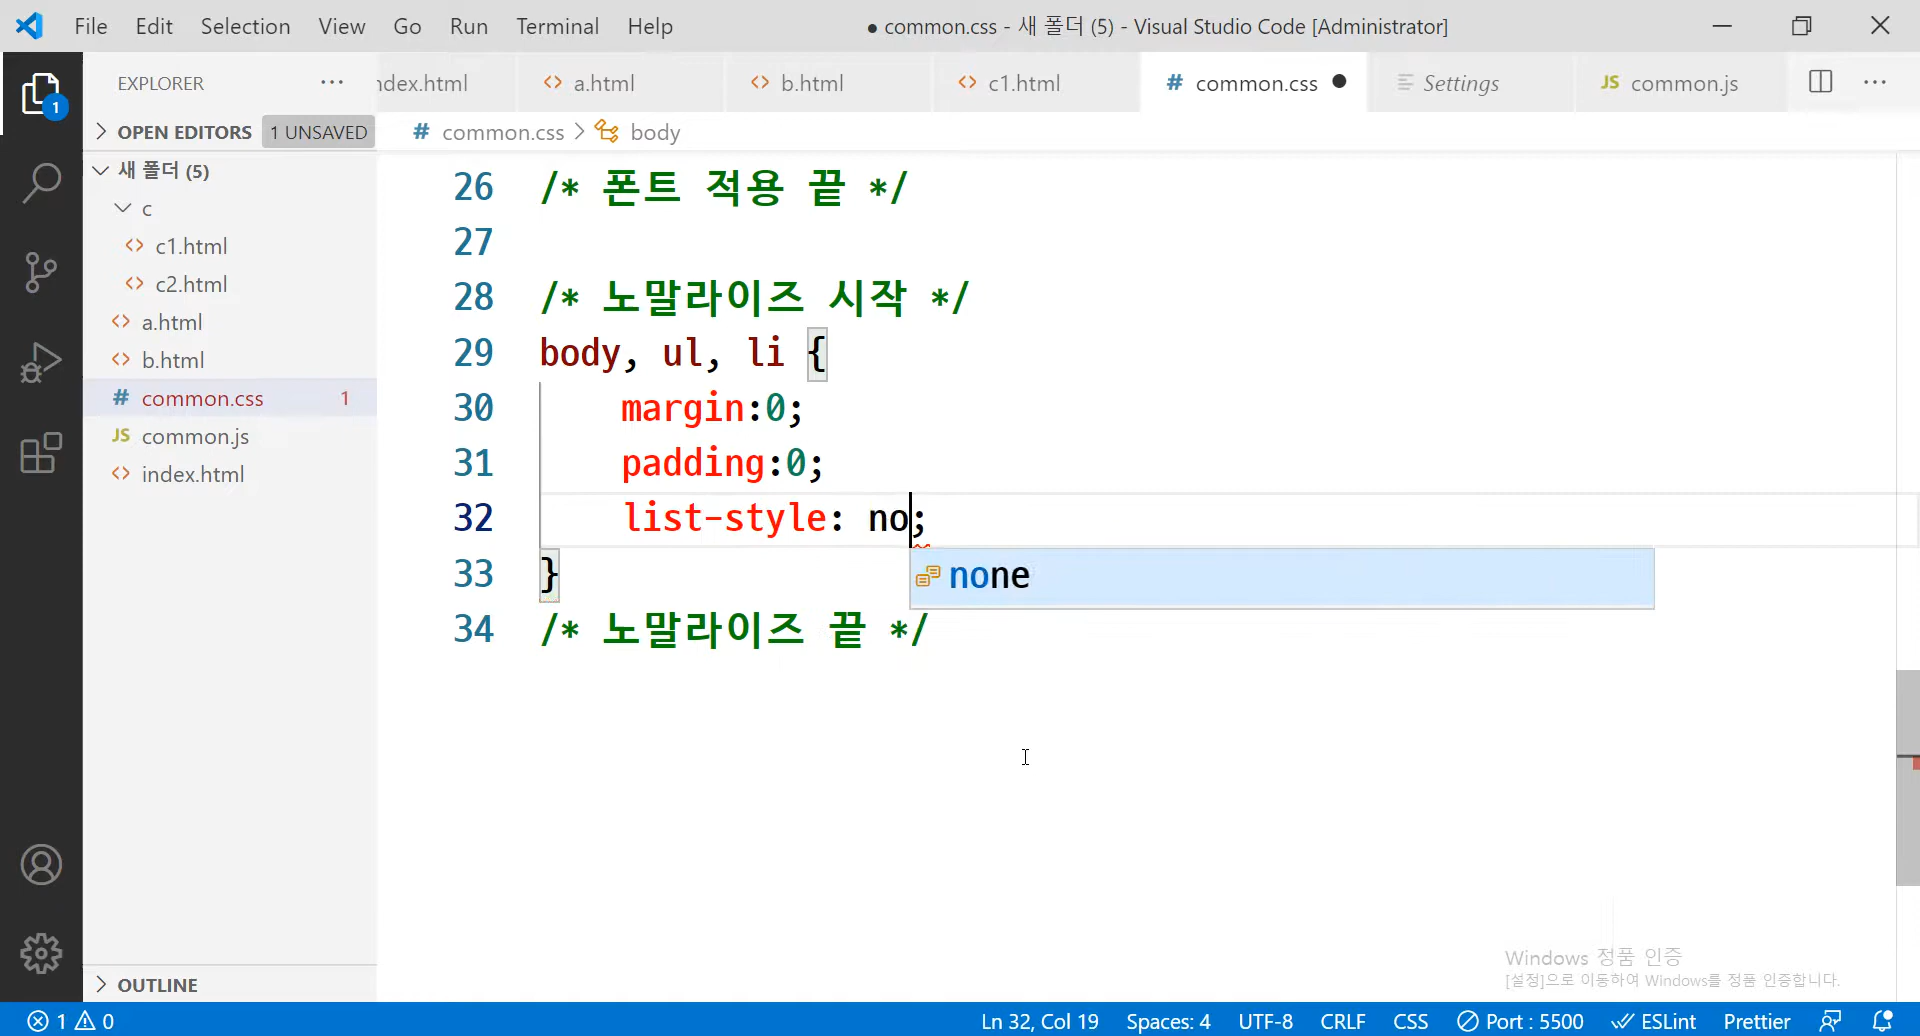 File Edit Selection View Go Run Terminal Help ● common.css - 새 폴더 (5) - Visual Studio Code [Administrator]
EXPLORER ··· ndex.html <> a.html <> b.html <> c1.html # common.css ● Settings JS common.js ···
1
> OPEN EDITORS 1 UNSAVED # common.css > body
새 폴더 (5)
c
<> c1.html
<> c2.html
<> a.html
<> b.html
# common.css 1
JS common.js
<> index.html
26 /* 폰트 적용 끝 */
27
28 /* 노말라이즈 시작 */
29 body, ul, li {
30 margin:0;
31 padding:0;
32 list-style: no;
none
33 }
34 /* 노말라이즈 끝 */
Windows 정품 인증
[설정]으로 이동하여 Windows를 정품 인증합니다.
> OUTLINE
1 0 Ln 32, Col 19 Spaces: 4 UTF-8 CRLF CSS Port : 5500 ESLint Prettier